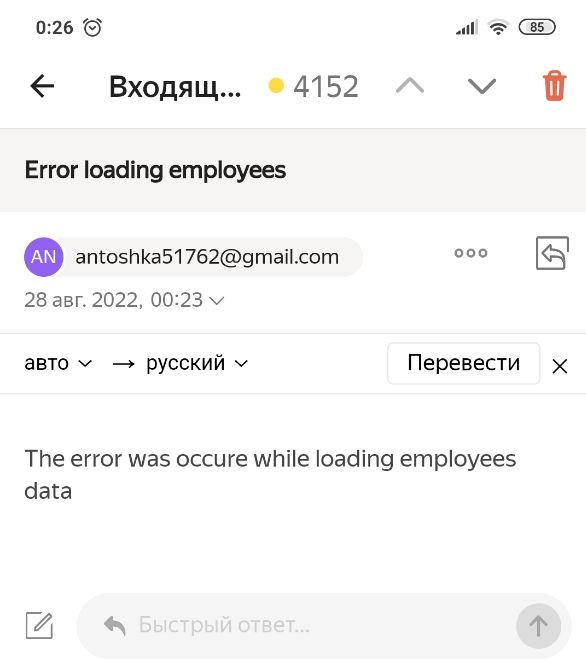 0:26 85
Входящ... 4152
Error loading employees
AN antoshka51762@gmail.com
28 авг. 2022, 00:23
авто → русский Перевести
The error was occure while loading employees
data
Быстрый ответ...